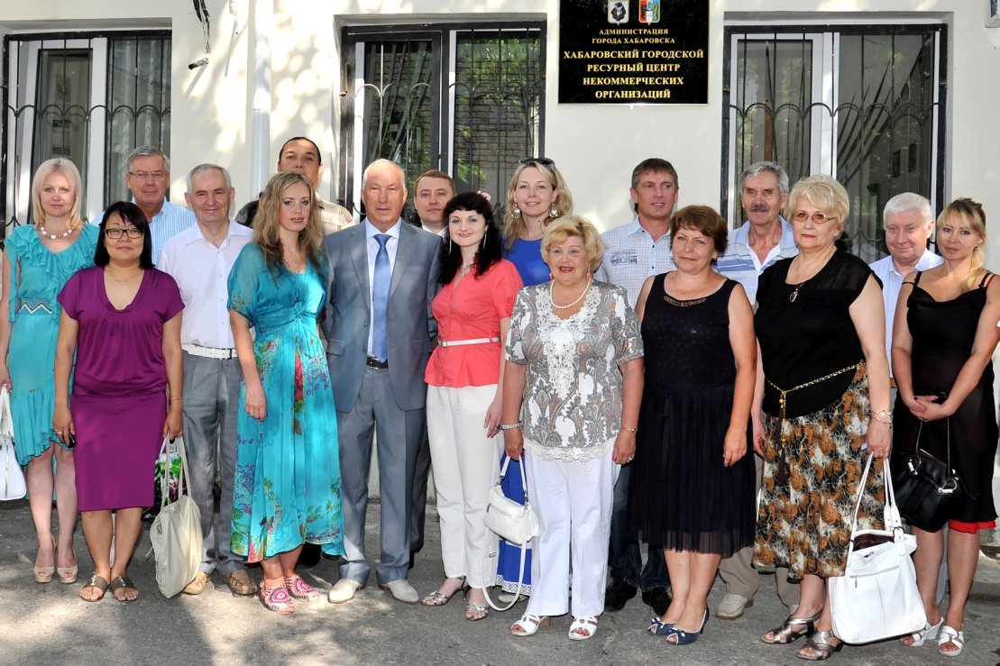 АДМИНИСТРАЦИЯ
ГОРОДА ХАБАРОВСКА
ХАБАРОВСКИЙ ГОРОДСКОЙ
РЕСУРНЫЙ ЦЕНТР
НЕКОММЕРЧЕСКИХ
ОРГАНИЗАЦИЙ